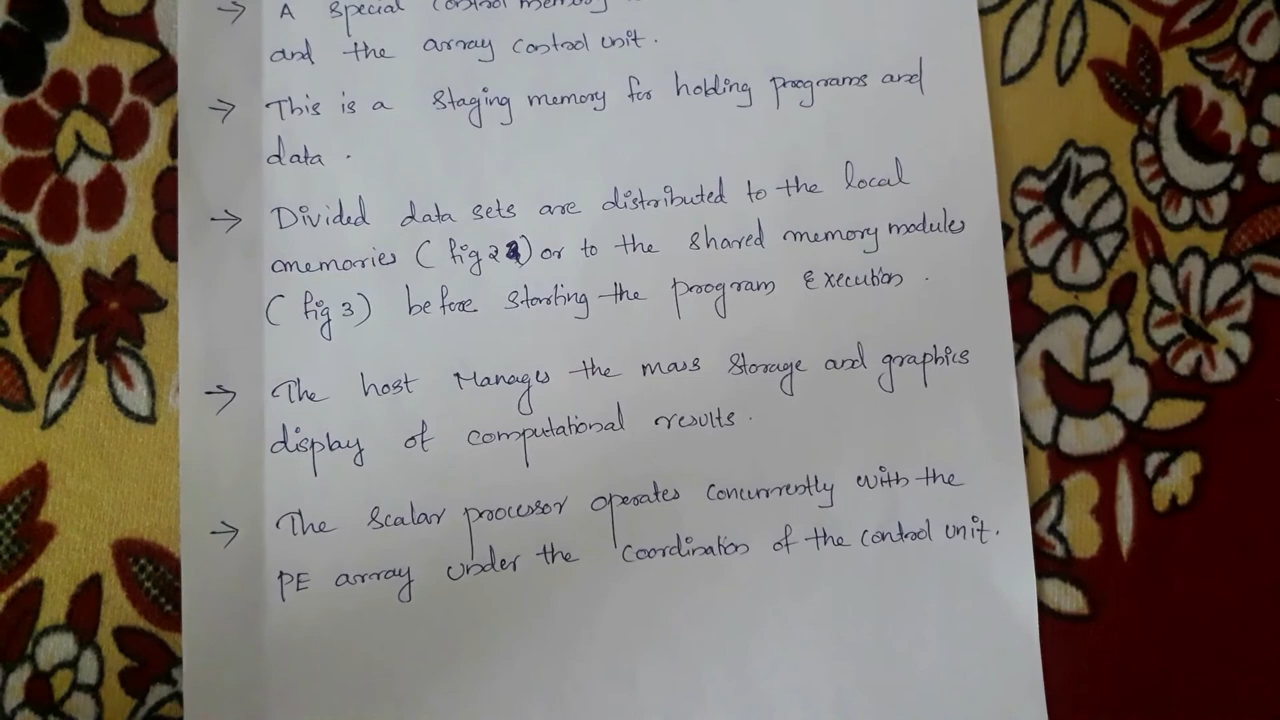 → A special control memory
and the array control unit.
→ This is a staging memory for holding programs and
data.
→ Divided data sets are distributed to the local
memories (fig 2) or to the shared memory modules
(fig 3) before starting the program Execution.
→ The host Manages the mass storage and graphics
display of computational results.
→ The scalar processor operates concurrently with the
PE array under the coordination of the control unit.